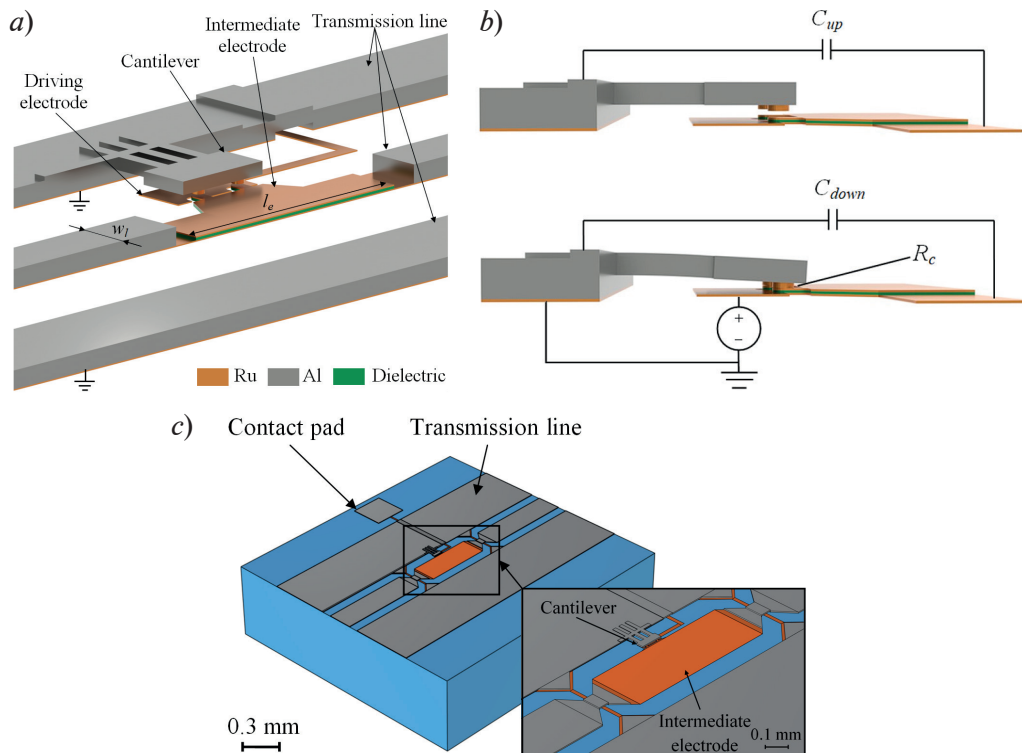 a)
Intermediate
electrode
Transmission line
Cantilever
Driving
electrode
l_e
w_l
Ru
Al
Dielectric
b)
C_up
C_down
R_c
+
−
c)
Contact pad
Transmission line
Cantilever
Intermediate
electrode
0.3 mm
0.1 mm